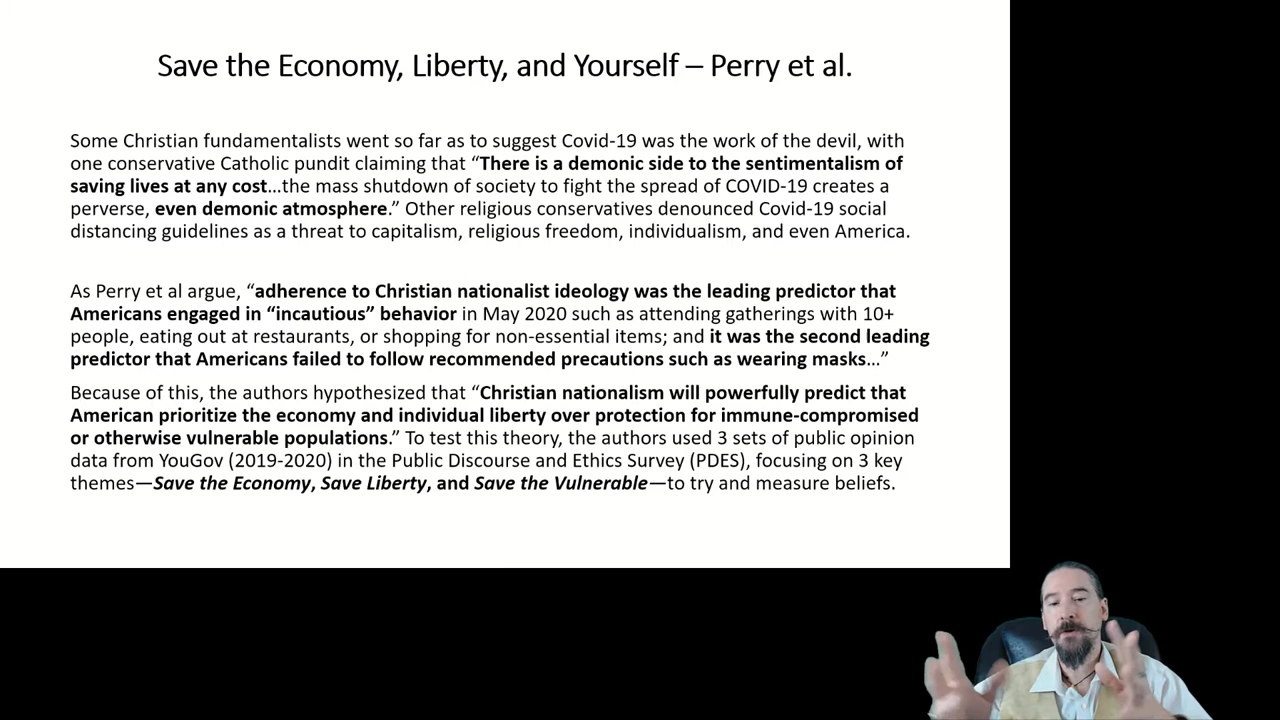 Save the Economy, Liberty, and Yourself – Perry et al.
Some Christian fundamentalists went so far as to suggest Covid-19 was the work of the devil, with
one conservative Catholic pundit claiming that “There is a demonic side to the sentimentalism of
saving lives at any cost…the mass shutdown of society to fight the spread of COVID-19 creates a
perverse, even demonic atmosphere.” Other religious conservatives denounced Covid-19 social
distancing guidelines as a threat to capitalism, religious freedom, individualism, and even America.
As Perry et al argue, “adherence to Christian nationalist ideology was the leading predictor that
Americans engaged in “incautious” behavior in May 2020 such as attending gatherings with 10+
people, eating out at restaurants, or shopping for non-essential items; and it was the second leading
predictor that Americans failed to follow recommended precautions such as wearing masks…”
Because of this, the authors hypothesized that “Christian nationalism will powerfully predict that
American prioritize the economy and individual liberty over protection for immune-compromised
or otherwise vulnerable populations.” To test this theory, the authors used 3 sets of public opinion
data from YouGov (2019-2020) in the Public Discourse and Ethics Survey (PDES), focusing on 3 key
themes—Save the Economy, Save Liberty, and Save the Vulnerable—to try and measure beliefs.